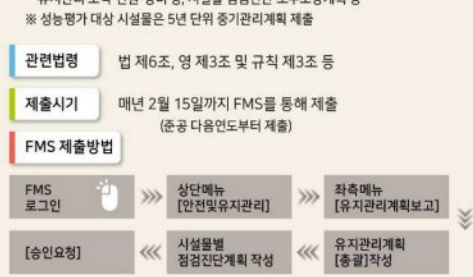 ※ 성능평가 대상 시설물은 5년 단위 중기관리계획 제출
관련법령 법 제6조, 영 제3조 및 규칙 제3조 등
제출시기 매년 2월 15일까지 FMS를 통해 제출
(준공 다음연도부터 제출)
FMS 제출방법
FMS
로그인
상단메뉴
[안전및유지관리]
좌측메뉴
[유지관리계획보고]
유지관리계획
[총괄]작성
시설물별
점검진단계획 작성
[승인요청]